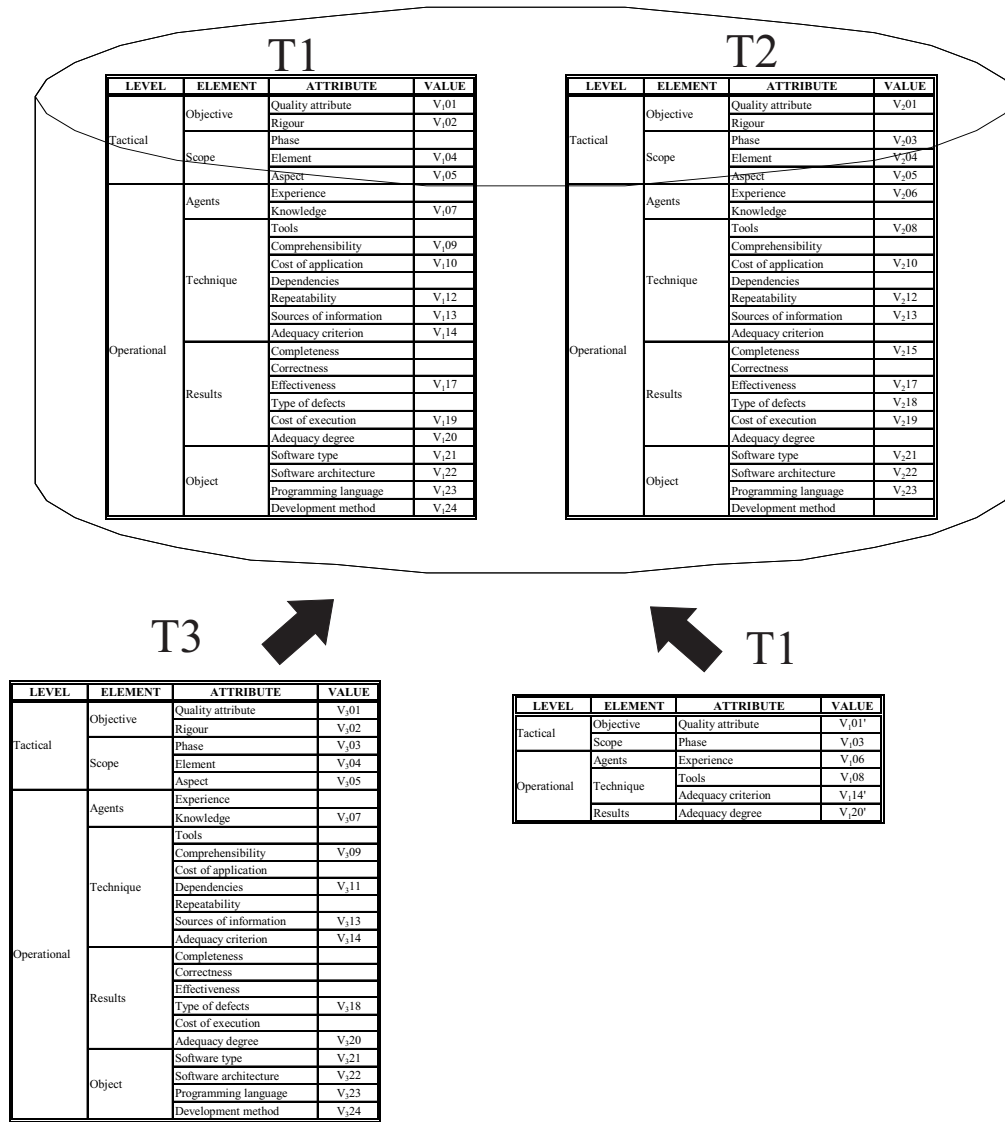 T1
LEVEL ELEMENT ATTRIBUTE VALUE
Tactical Objective Quality attribute V₁01
Rigour V₁02
Scope Phase
Element V₁04
Aspect V₁05
Operational Agents Experience
Knowledge V₁07
Technique Tools
Comprehensibility V₁09
Cost of application V₁10
Dependencies
Repeatability V₁12
Sources of information V₁13
Adequacy criterion V₁14
Results Completeness
Correctness
Effectiveness V₁17
Type of defects
Cost of execution V₁19
Adequacy degree V₁20
Object Software type V₁21
Software architecture V₁22
Programming language V₁23
Development method V₁24
T2
LEVEL ELEMENT ATTRIBUTE VALUE
Tactical Objective Quality attribute V₂01
Rigour
Scope Phase V₂03
Element V₂04
Aspect V₂05
Operational Agents Experience V₂06
Knowledge
Technique Tools V₂08
Comprehensibility
Cost of application V₂10
Dependencies
Repeatability V₂12
Sources of information V₂13
Adequacy criterion
Results Completeness V₂15
Correctness
Effectiveness V₂17
Type of defects V₂18
Cost of execution V₂19
Adequacy degree
Object Software type V₂21
Software architecture V₂22
Programming language V₂23
Development method
T3
LEVEL ELEMENT ATTRIBUTE VALUE
Tactical Objective Quality attribute V₃01
Rigour V₃02
Scope Phase V₃03
Element V₃04
Aspect V₃05
Operational Agents Experience
Knowledge V₃07
Technique Tools
Comprehensibility V₃09
Cost of application
Dependencies V₃11
Repeatability
Sources of information V₃13
Adequacy criterion V₃14
Results Completeness
Correctness
Effectiveness
Type of defects V₃18
Cost of execution
Adequacy degree V₃20
Object Software type V₃21
Software architecture V₃22
Programming language V₃23
Development method V₃24
T1
LEVEL ELEMENT ATTRIBUTE VALUE
Tactical Objective Quality attribute V₁01'
Scope Phase V₁03
Operational Agents Experience V₁06
Technique Tools V₁08
Adequacy criterion V₁14'
Results Adequacy degree V₁20'